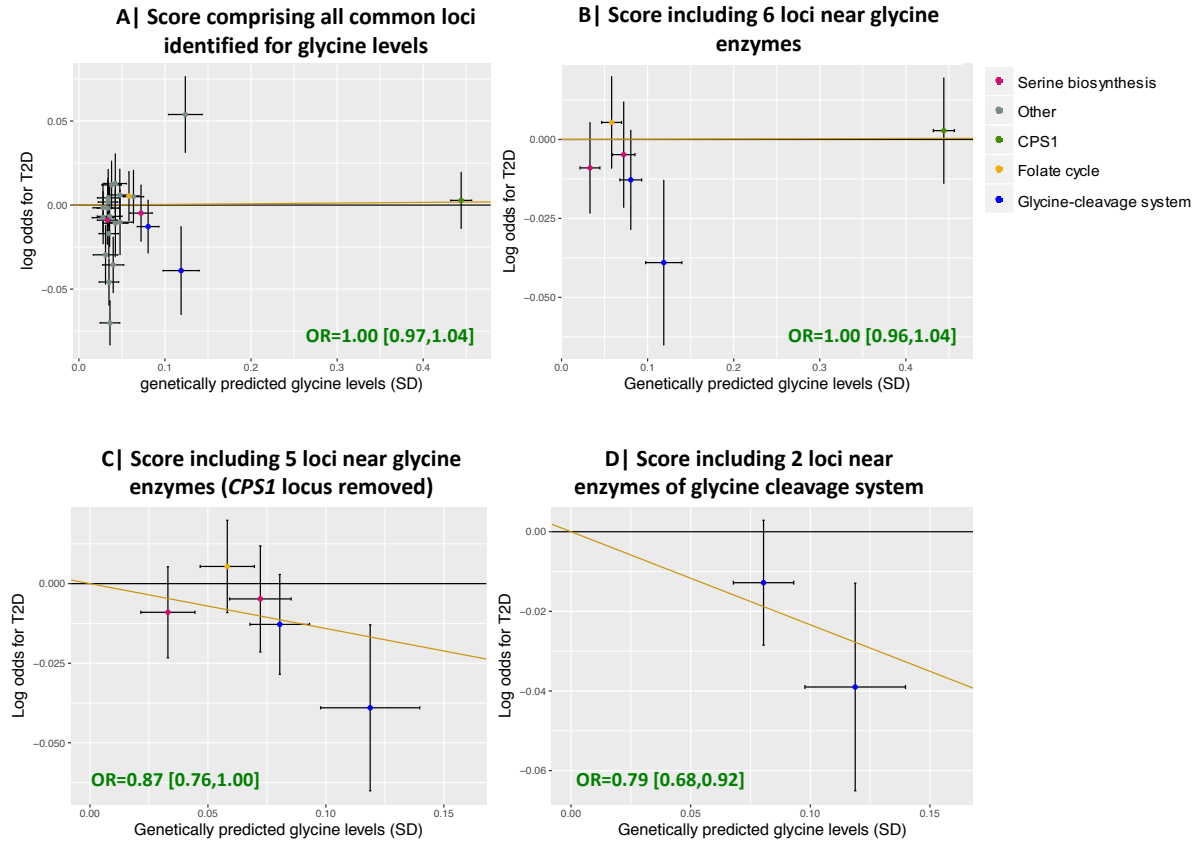 A| Score comprising all common loci
identified for glycine levels
log odds for T2D
0.05
0.00
−0.05
OR=1.00 [0.97,1.04]
0.0
0.1
0.2
0.3
0.4
genetically predicted glycine levels (SD)
B| Score including 6 loci near glycine
enzymes
Log odds for T2D
0.000
−0.025
−0.050
OR=1.00 [0.96,1.04]
0.0
0.1
0.2
0.3
0.4
Genetically predicted glycine levels (SD)
Serine biosynthesis
Other
CPS1
Folate cycle
Glycine-cleavage system
C| Score including 5 loci near glycine
enzymes (CPS1 locus removed)
Log odds for T2D
0.000
−0.025
−0.050
OR=0.87 [0.76,1.00]
0.00
0.05
0.10
0.15
Genetically predicted glycine levels (SD)
D| Score including 2 loci near
enzymes of glycine cleavage system
Log odds for T2D
0.00
−0.02
−0.04
−0.06
OR=0.79 [0.68,0.92]
0.00
0.05
0.10
0.15
Genetically predicted glycine levels (SD)